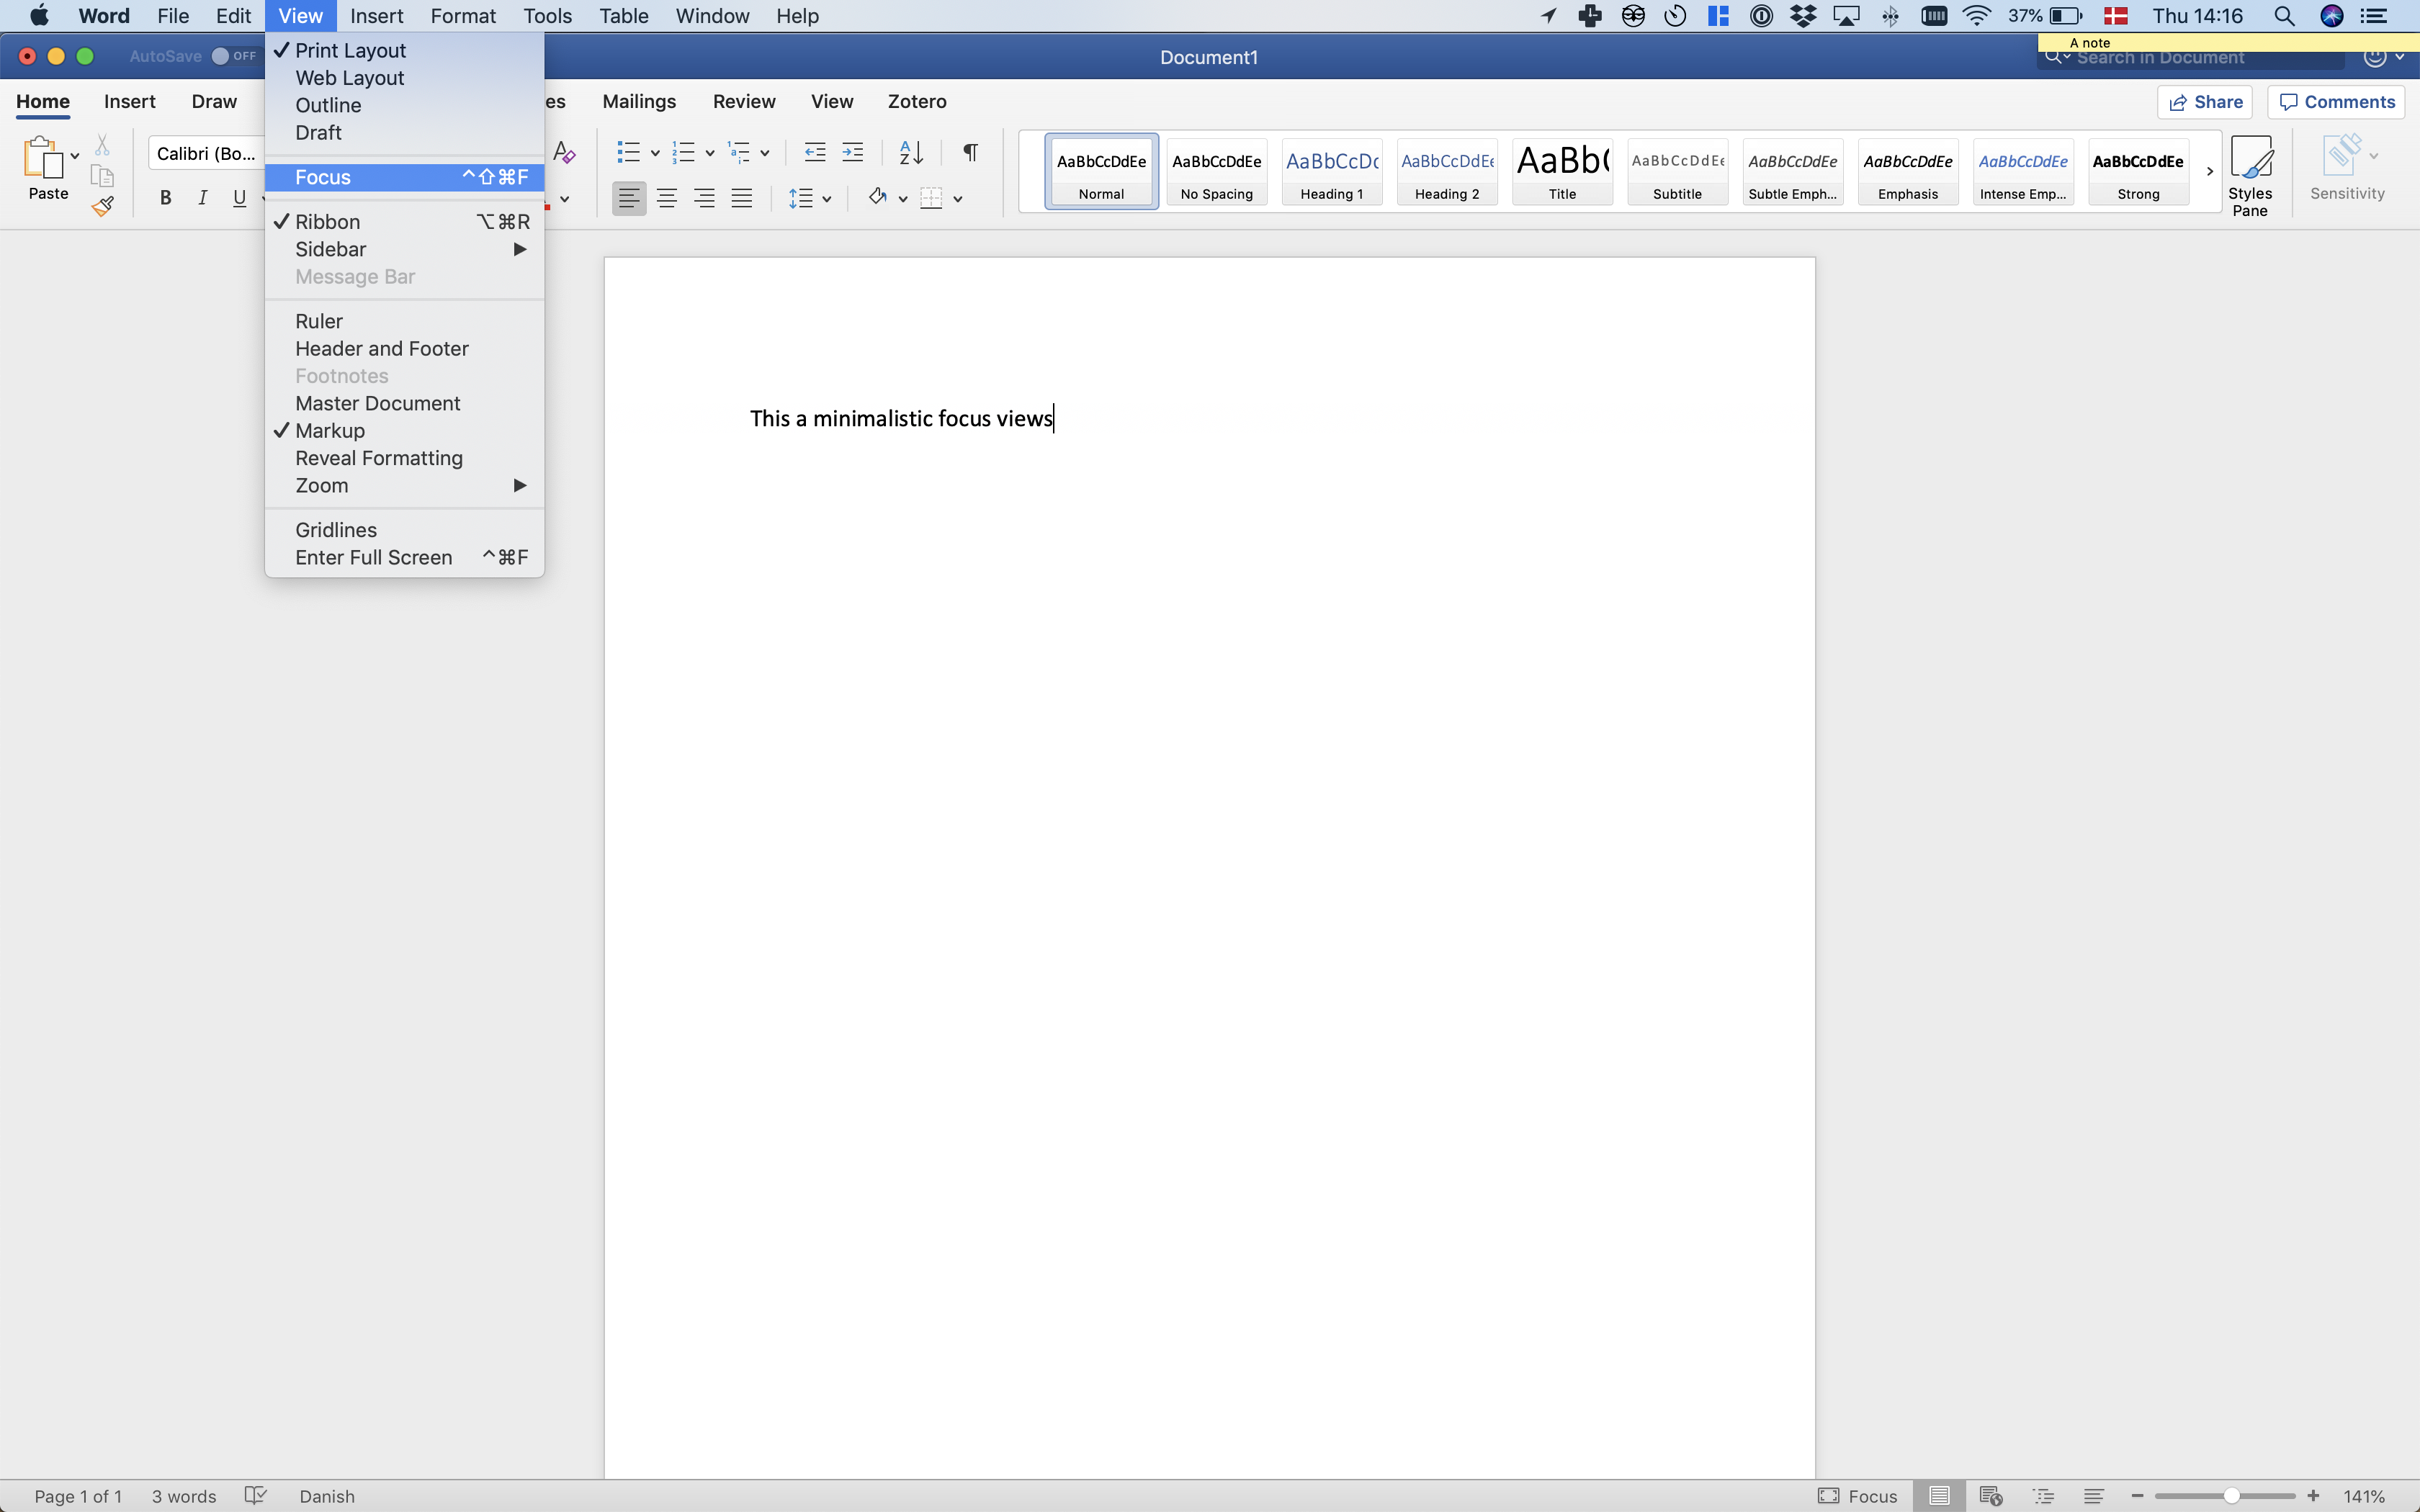 Word File Edit View Insert Format Tools Table Window Help 37% Thu 14:16
A note
AutoSave OFF Document1 Search in Document
Home Insert Draw es Mailings Review View Zotero Share Comments
✓ Print Layout
Web Layout
Outline
Draft
Focus ^⇧⌘F
✓ Ribbon ⌥⌘R
Sidebar ▶
Message Bar
Ruler
Header and Footer
Footnotes
Master Document
✓ Markup
Reveal Formatting
Zoom ▶
Gridlines
Enter Full Screen ^⌘F
Paste
Calibri (Bo...
B I U
AaBbCcDdEe AaBbCcDdEe AaBbCcDc AaBbCcDdEe AaBb( AaBbCcDdEe AaBbCcDdEe AaBbCcDdEe AaBbCcDdEe AaBbCcDdEe
Normal No Spacing Heading 1 Heading 2 Title Subtitle Subtle Emph... Emphasis Intense Emp... Strong
Styles Pane
Sensitivity
This a minimalistic focus views
Page 1 of 1 3 words Danish Focus 141%